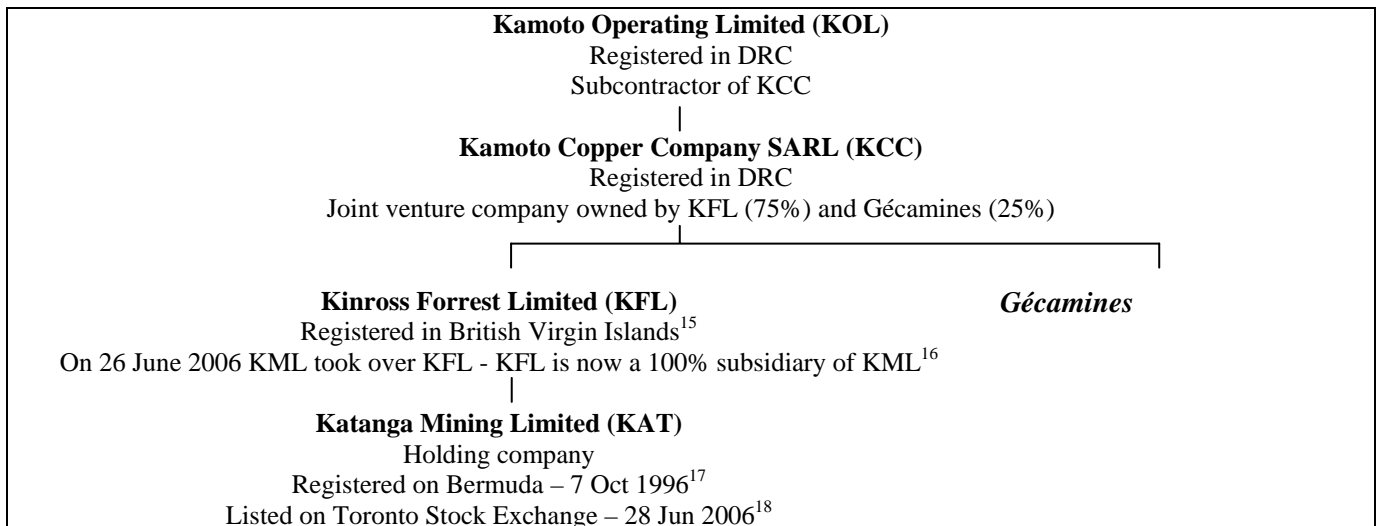 Kamoto Operating Limited (KOL)
Registered in DRC
Subcontractor of KCC
Kamoto Copper Company SARL (KCC)
Registered in DRC
Joint venture company owned by KFL (75%) and Gécamines (25%)
Kinross Forrest Limited (KFL)
Gécamines
Registered in British Virgin Islands15
On 26 June 2006 KML took over KFL - KFL is now a 100% subsidiary of KML16
Katanga Mining Limited (KAT)
Holding company
Registered on Bermuda – 7 Oct 199617
Listed on Toronto Stock Exchange – 28 Jun 200618